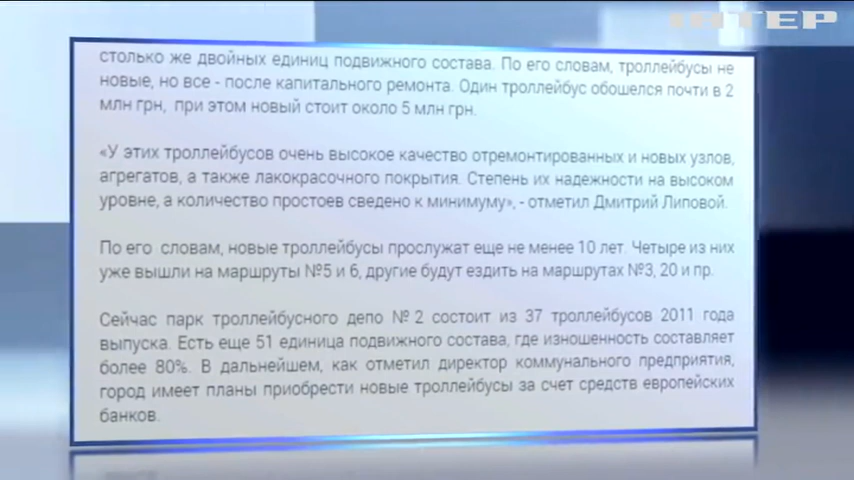 ІНТЕР
столько же двойных единиц подвижного состава. По его словам, троллейбусы не
новые, но все - после капитального ремонта. Один троллейбус обошелся почти в 2
млн грн, при этом новый стоит около 5 млн грн.
«У этих троллейбусов очень высокое качество отремонтированных и новых узлов,
агрегатов, а также лакокрасочного покрытия. Степень их надежности на высоком
уровне, а количество простоев сведено к минимуму», - отметил Дмитрий Липовой.
По его словам, новые троллейбусы прослужат еще не менее 10 лет. Четыре из них
уже вышли на маршруты №5 и 6, другие будут ездить на маршрутах №3, 20 и пр.
Сейчас парк троллейбусного депо №2 состоит из 37 троллейбусов 2011 года
выпуска. Есть еще 51 единица подвижного состава, где изношенность составляет
более 80%. В дальнейшем, как отметил директор коммунального предприятия,
город имеет планы приобрести новые троллейбусы за счет средств европейских
банков.